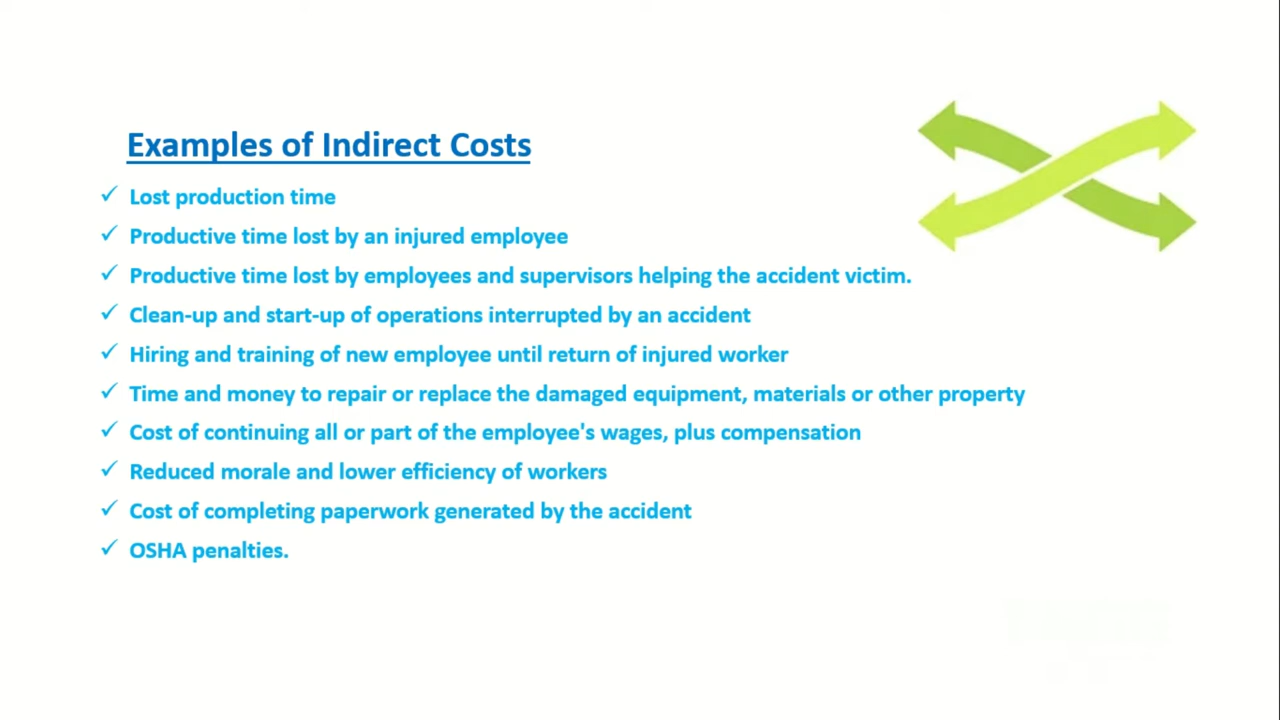 Examples of Indirect Costs
✓ Lost production time
✓ Productive time lost by an injured employee
✓ Productive time lost by employees and supervisors helping the accident victim.
✓ Clean-up and start-up of operations interrupted by an accident
✓ Hiring and training of new employee until return of injured worker
✓ Time and money to repair or replace the damaged equipment, materials or other property
✓ Cost of continuing all or part of the employee's wages, plus compensation
✓ Reduced morale and lower efficiency of workers
✓ Cost of completing paperwork generated by the accident
✓ OSHA penalties.